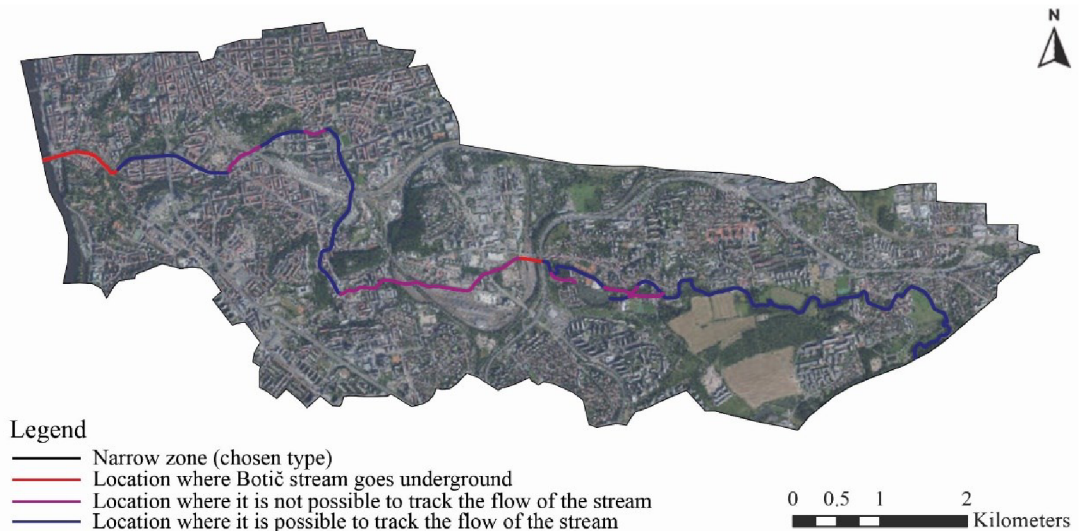 N
Legend
Narrow zone (chosen type)
Location where Botič stream goes underground
Location where it is not possible to track the flow of the stream
Location where it is possible to track the flow of the stream
0 0.5 1 2
Kilometers